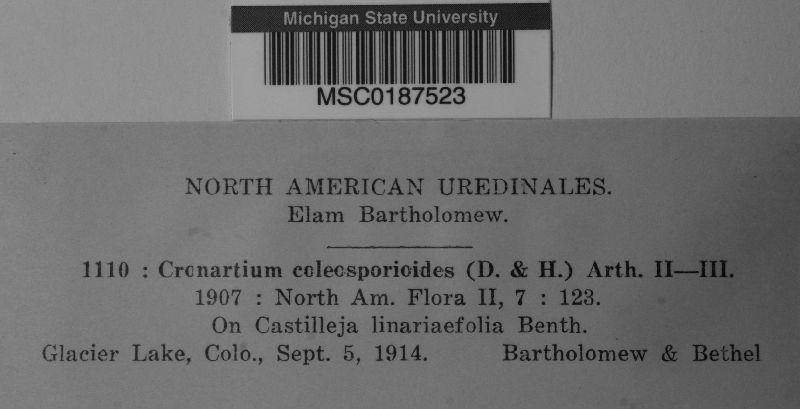 Michigan State University
MSC0187523
NORTH AMERICAN UREDINALES.
Elam Bartholomew.
1110 : Cronartium coleosporioides (D. & H.) Arth. II—III.
1907 : North Am. Flora II, 7 : 123.
On Castilleja linariaefolia Benth.
Glacier Lake, Colo., Sept. 5, 1914. Bartholomew & Bethel